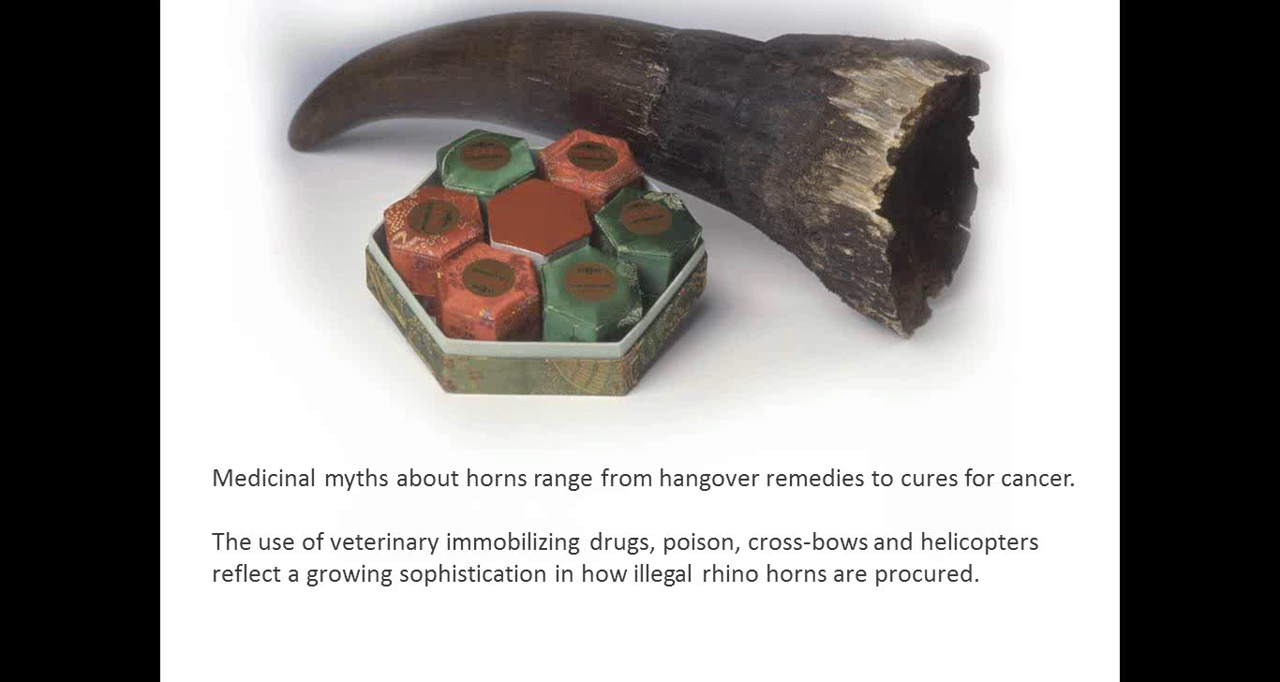 Medicinal myths about horns range from hangover remedies to cures for cancer.
The use of veterinary immobilizing drugs, poison, cross-bows and helicopters
reflect a growing sophistication in how illegal rhino horns are procured.